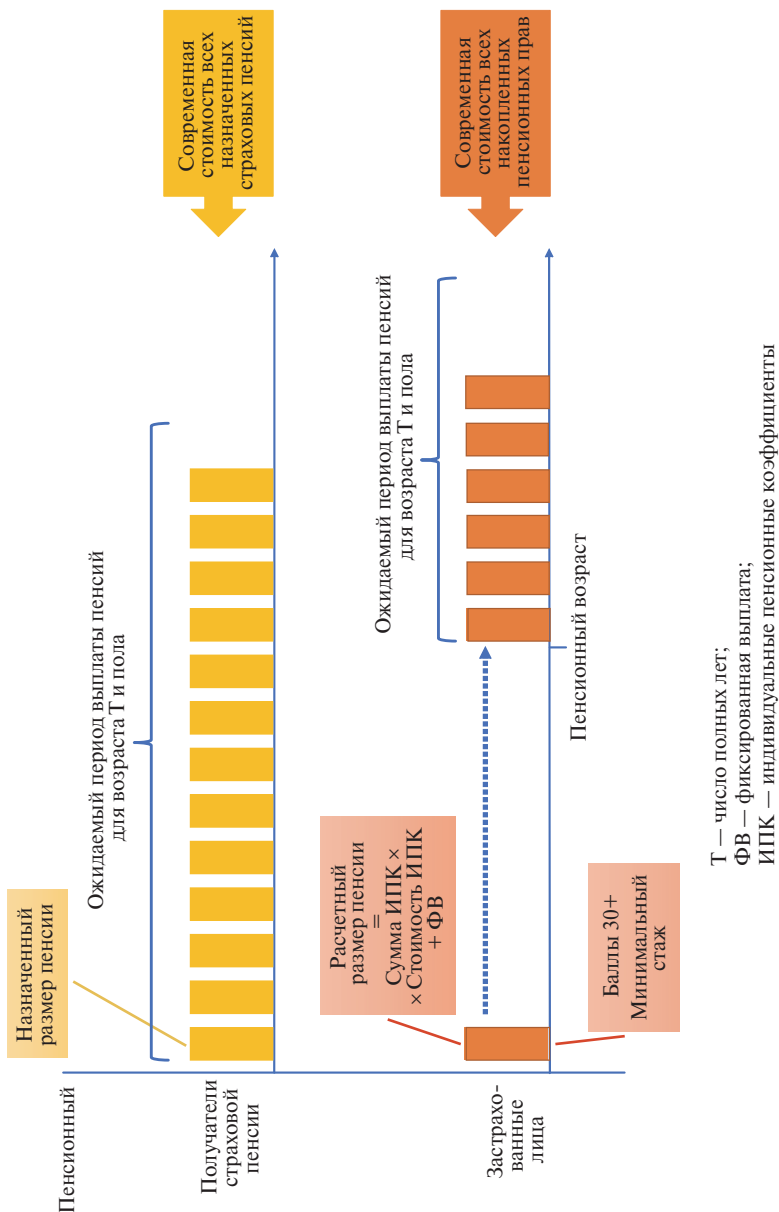 Пенсионный
Назначенный
размер пенсии
Ожидаемый период выплаты пенсий
для возраста Т и пола
Получатели
страховой
пенсии
Современная
стоимость всех
назначенных
страховых пенсий
Расчетный
размер пенсии
=
Сумма ИПК ×
× Стоимость ИПК
+ ФВ
Ожидаемый период выплаты пенсий
для возраста Т и пола
Застрахо-
ванные
лица
Современная
стоимость всех
накопленных
пенсионных прав
Баллы 30+
Минимальный
стаж
Пенсионный возраст
Т — число полных лет;
ФВ — фиксированная выплата;
ИПК — индивидуальные пенсионные коэффициенты